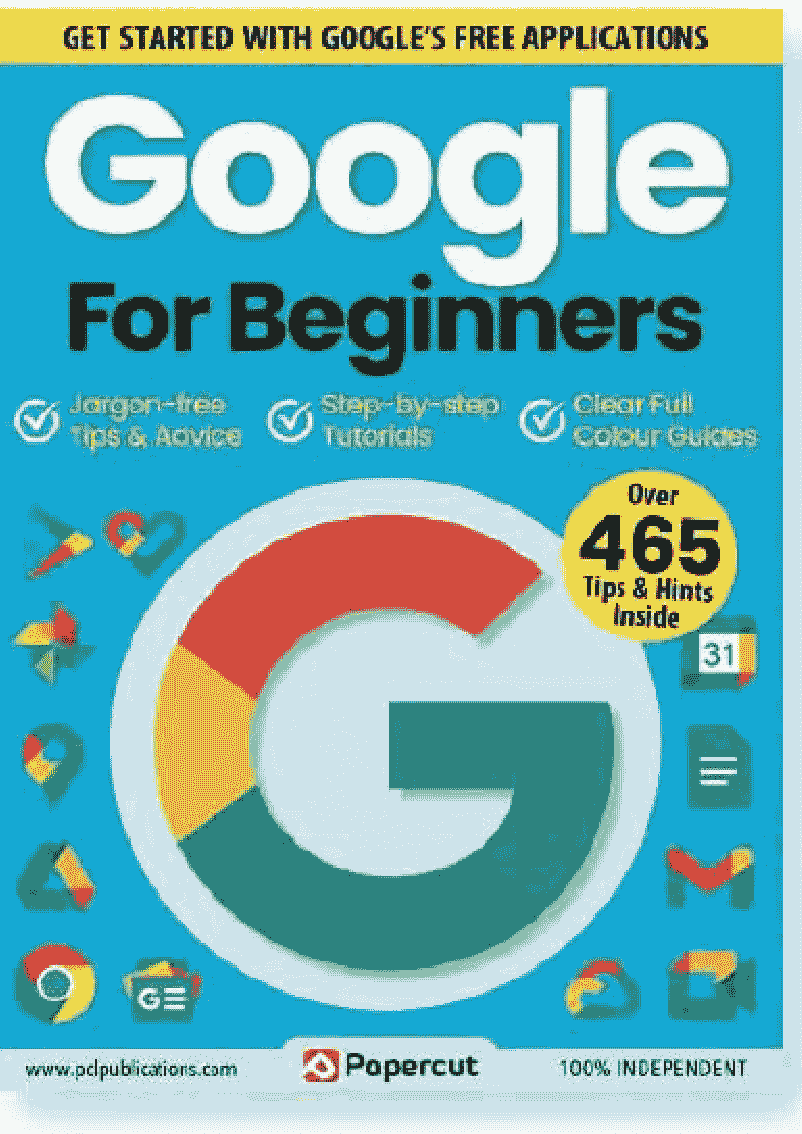 GET STARTED WITH GOOGLE'S FREE APPLICATIONS
Google
For Beginners
Jargon-free
Tips & Advice
Step-by-step
Tutorials
Clear Full
Colour Guides
Over
465
Tips & Hints
Inside
31
G
www.pclpublications.com
Papercut
100% INDEPENDENT